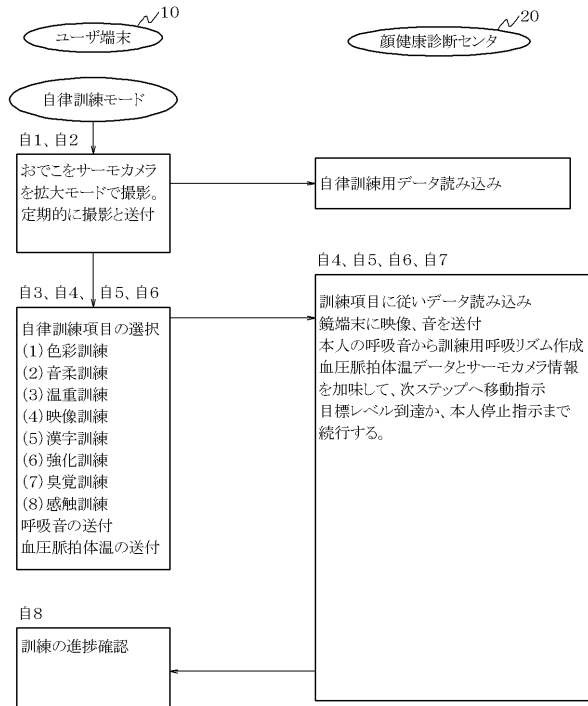 10
ユーザ端末
20
顔健康診断センタ
自律訓練モード
自1、自2
おでこをサーモカメラ
を拡大モードで撮影。
定期的に撮影と送付
自律訓練用データ読み込み
自3、自4、自5、自6
自律訓練項目の選択
(1)色彩訓練
(2)音柔訓練
(3)温重訓練
(4)映像訓練
(5)漢字訓練
(6)強化訓練
(7)臭覚訓練
(8)感触訓練
呼吸音の送付
血圧脈拍体温の送付
自4、自5、自6、自7
訓練項目に従いデータ読み込み
鏡端末に映像、音を送付
本人の呼吸音から訓練用呼吸リズム作成
血圧脈拍体温データとサーモカメラ情報
を加味して、次ステップへ移動指示
目標レベル到達か、本人停止指示まで
続行する。
自8
訓練の進捗確認